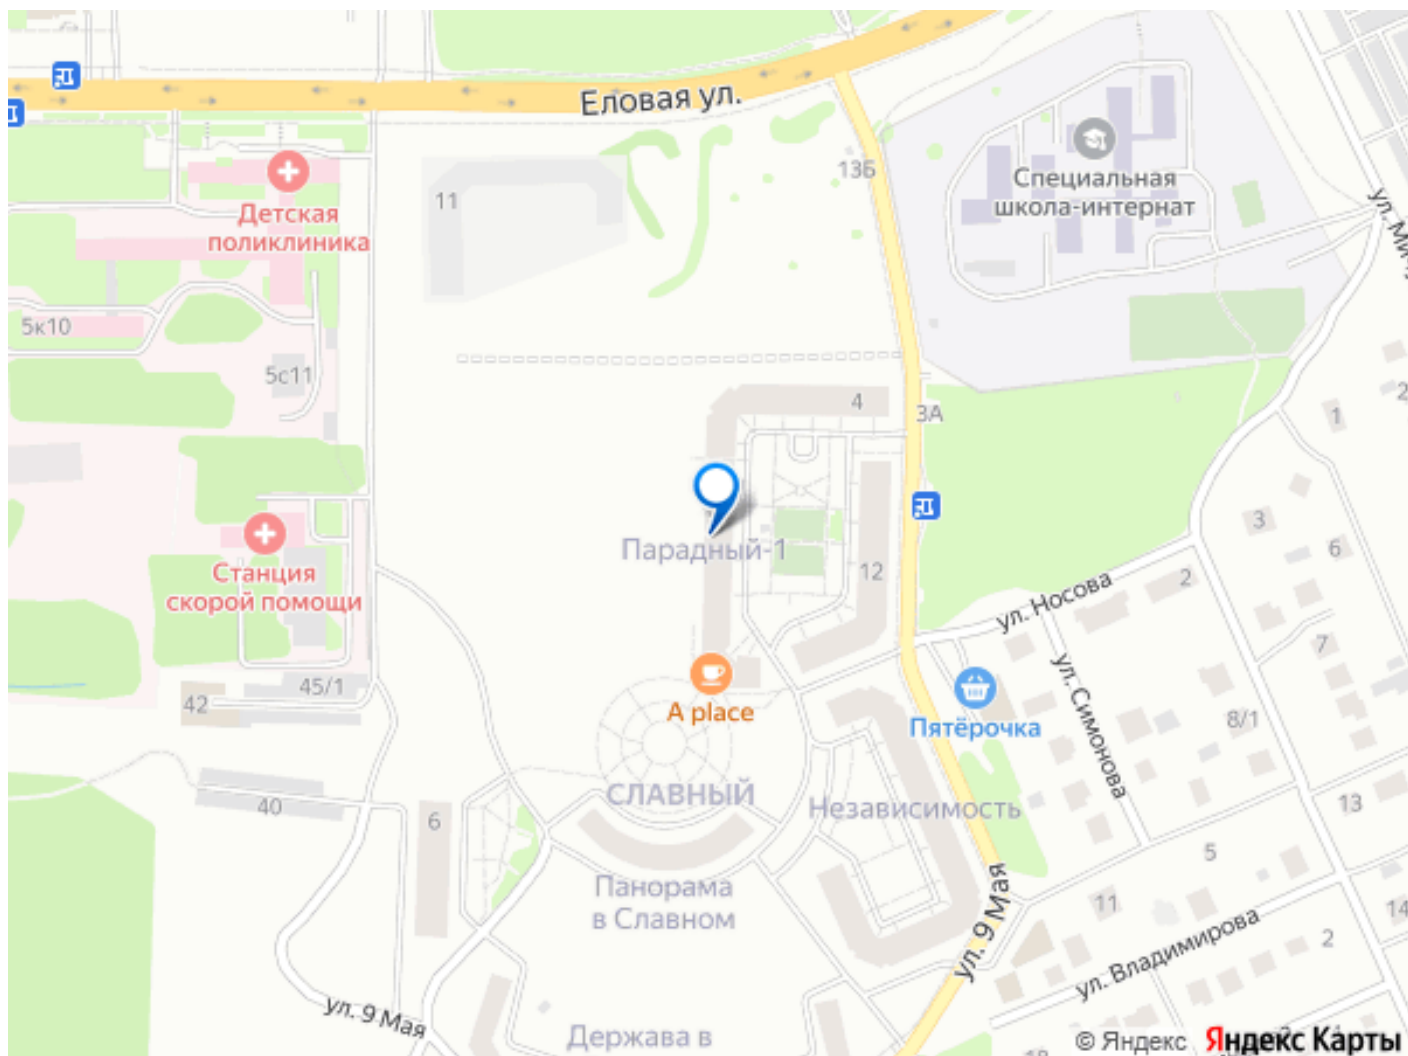 Еловая ул.
13Б
11
Специальная
школа-интернат
Детская
поликлиника
5к10
5с11
4
3А
1
2
3
6
Парадный-1
12
Станция
скорой помощи
ул. Носова
2
7
ул. Симонова
45/1
42
A place
Пятёрочка
8/1
СЛАВНЫЙ
Независимость
40
6
13
5
Панорама
в Славном
11
14
ул. 9 Мая
ул. Владимирова
2
ул. 9 Мая
Держава в
© Яндекс Яндекс Карты